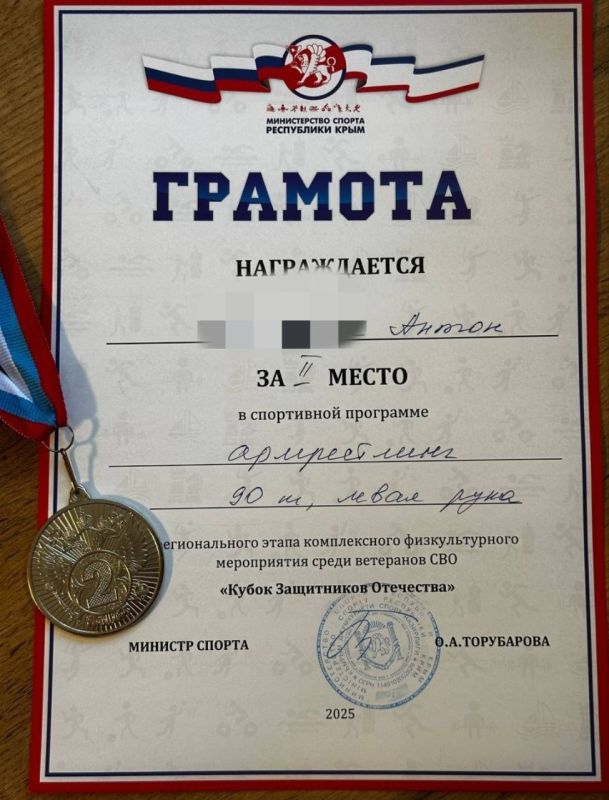 МИНИСТЕРСТВО СПОРТА
РЕСПУБЛИКИ КРЫМ
ГРАМОТА
НАГРАЖДАЕТСЯ
Антон
ЗА II МЕСТО
в спортивной программе
армрестлинг
90 кг, левая рука
егионального этапа комплексного физкультурного
мероприятия среди ветеранов СВО
«Кубок Защитников Отечества»
МИНИСТР СПОРТА
О.А.ТОРУБАРОВА
2025
2